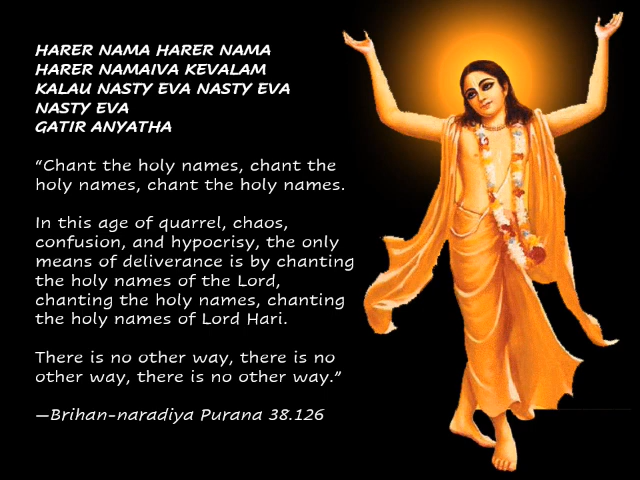 HARER NAMA HARER NAMA
HARER NAMAIVA KEVALAM
KALAU NASTY EVA NASTY EVA
NASTY EVA
GATIR ANYATHA
“Chant the holy names, chant the
holy names, chant the holy names.
In this age of quarrel, chaos,
confusion, and hypocrisy, the only
means of deliverance is by chanting
the holy names of the Lord,
chanting the holy names, chanting
the holy names of Lord Hari.
There is no other way, there is no
other way, there is no other way.”
—Brihan-naradiya Purana 38.126